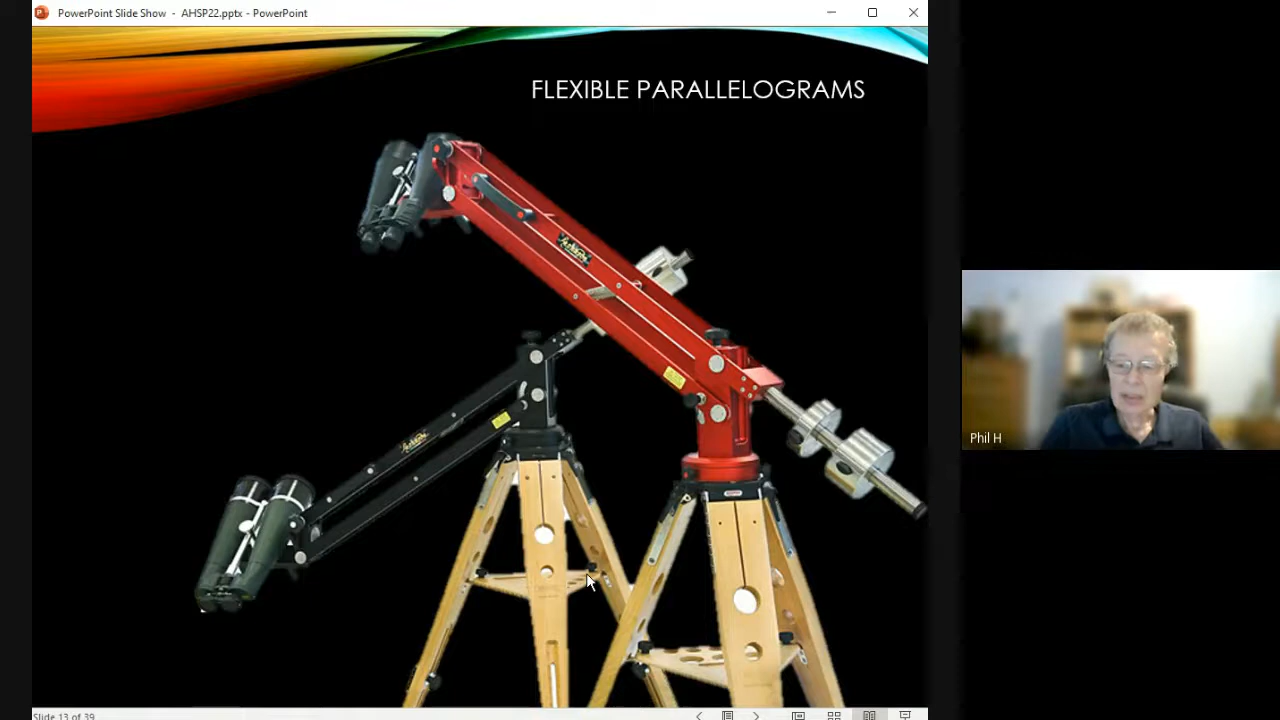 PowerPoint Slide Show - AHSP22.pptx - PowerPoint
FLEXIBLE PARALLELOGRAMS
Phil H
Slide 13 of 39